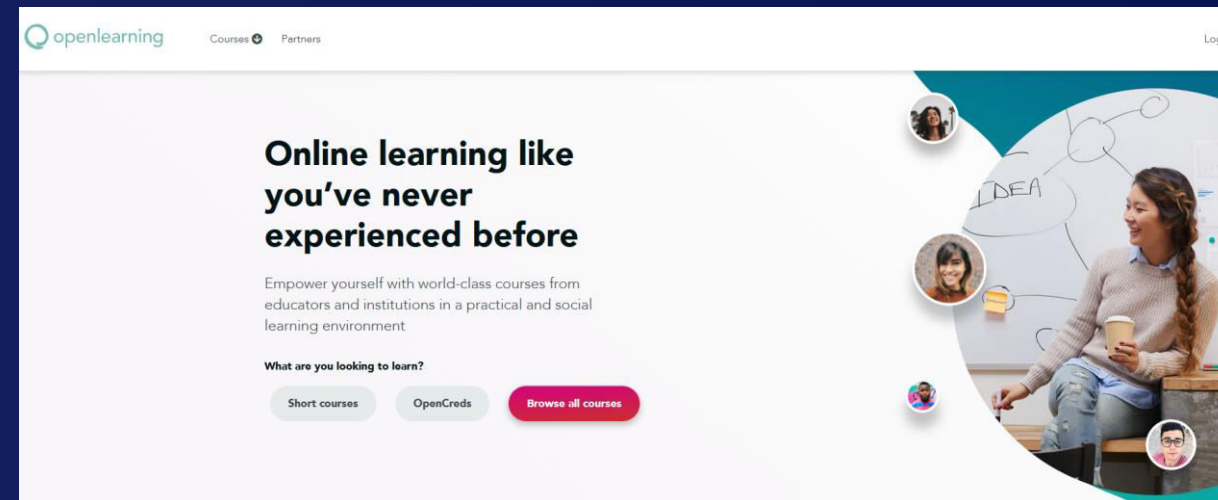 openlearning
Courses
Partners
Online learning like
you've never
experienced before
Empower yourself with world-class courses from
educators and institutions in a practical and social
learning environment
What are you looking to learn?
Short courses
OpenCreds
Browse all courses
IDEA